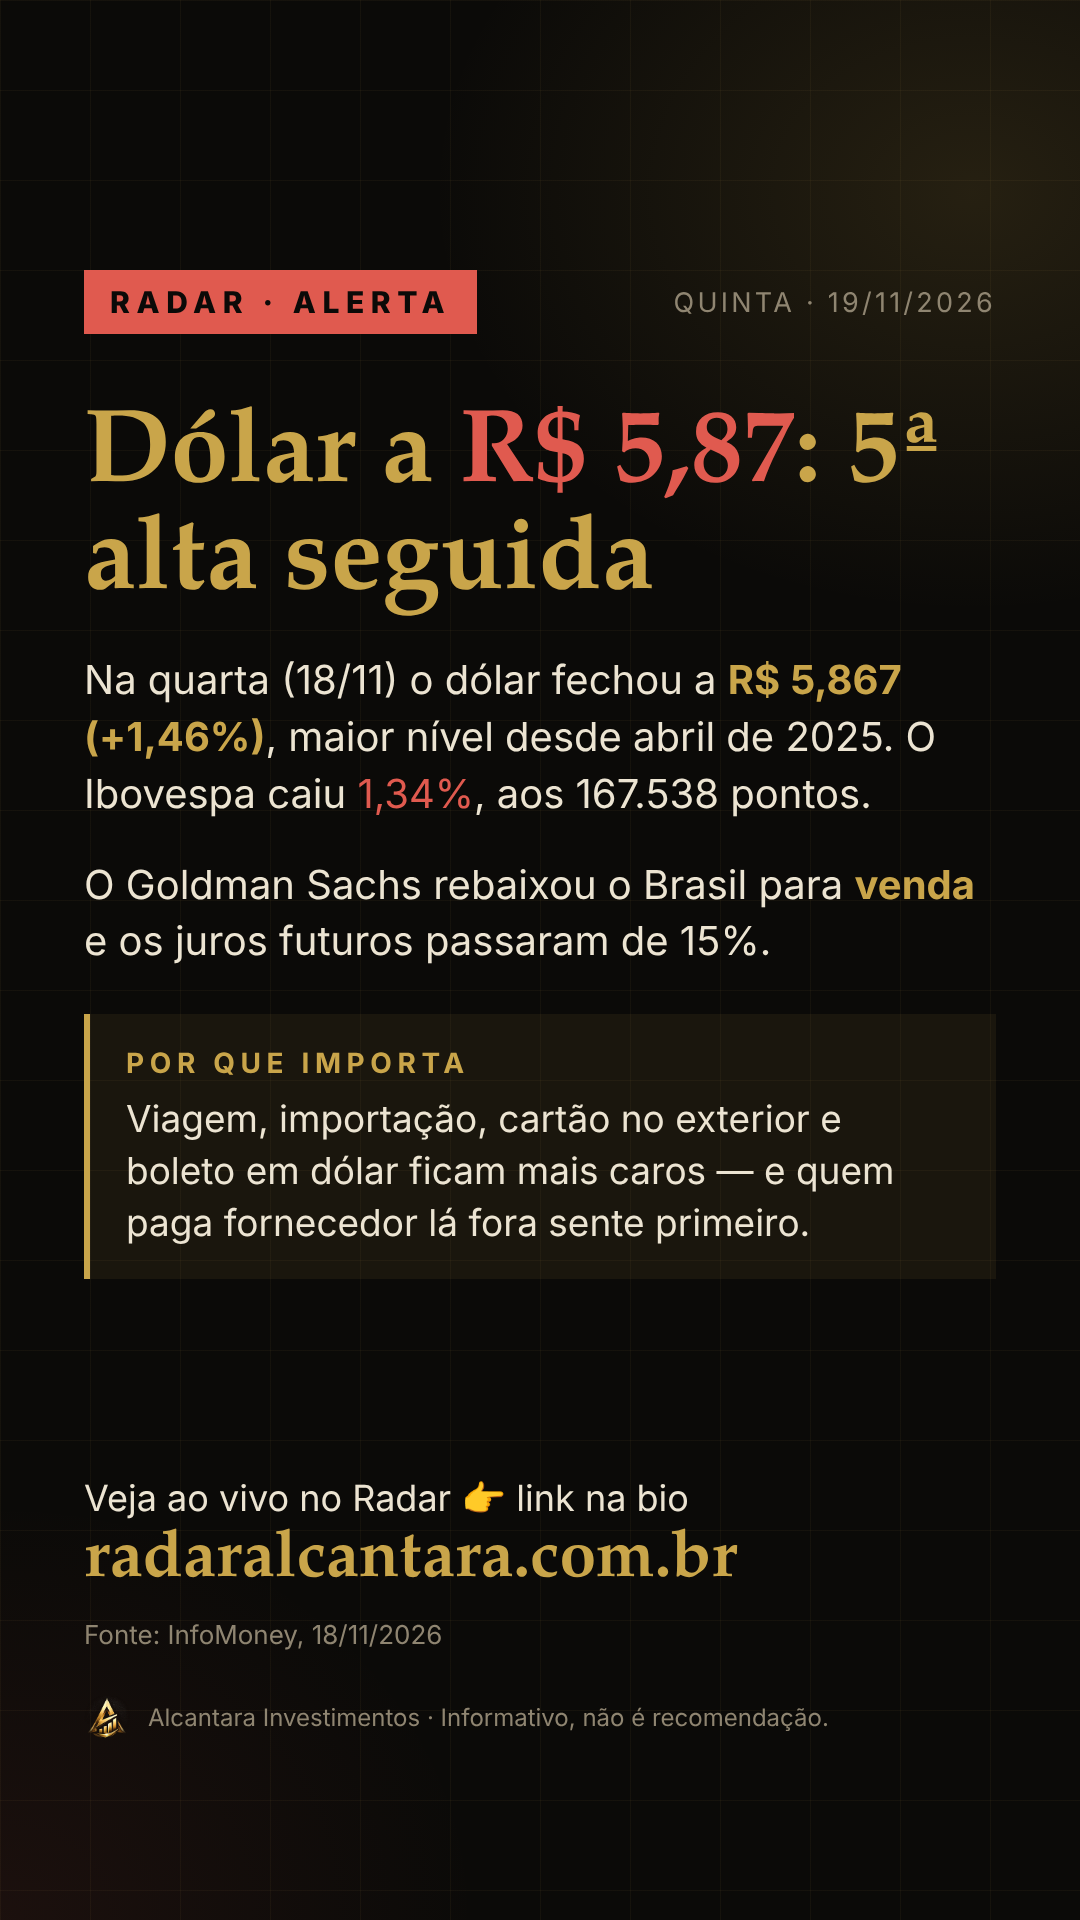 RADAR · ALERTA
QUINTA · 19/11/2026
Dólar a R$ 5,87: 5ª
alta seguida
Na quarta (18/11) o dólar fechou a R$ 5,867
(+1,46%), maior nível desde abril de 2025. O
Ibovespa caiu 1,34%, aos 167.538 pontos.
O Goldman Sachs rebaixou o Brasil para venda
e os juros futuros passaram de 15%.
POR QUE IMPORTA
Viagem, importação, cartão no exterior e
boleto em dólar ficam mais caros — e quem
paga fornecedor lá fora sente primeiro.
Veja ao vivo no Radar 👉 link na bio
radaralcantara.com.br
Fonte: InfoMoney, 18/11/2026
Alcantara Investimentos · Informativo, não é recomendação.